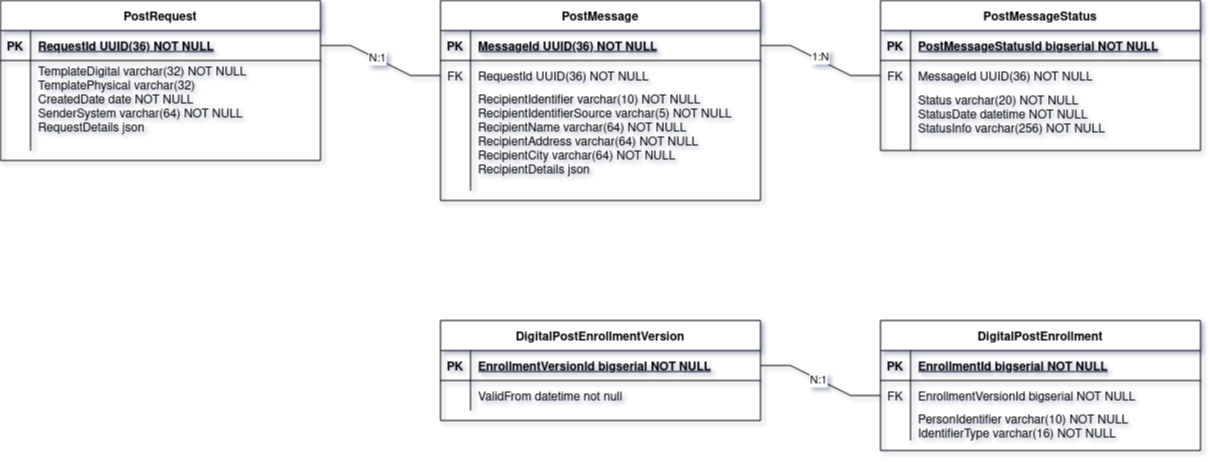 PostRequest
PK RequestId UUID(36) NOT NULL
TemplateDigital varchar(32) NOT NULL
TemplatePhysical varchar(32)
CreatedDate date NOT NULL
SenderSystem varchar(64) NOT NULL
RequestDetails json
N:1
PostMessage
PK MessageId UUID(36) NOT NULL
FK RequestId UUID(36) NOT NULL
RecipientIdentifier varchar(10) NOT NULL
RecipientIdentifierSource varchar(5) NOT NULL
RecipientName varchar(64) NOT NULL
RecipientAddress varchar(64) NOT NULL
RecipientCity varchar(64) NOT NULL
RecipientDetails json
1:N
PostMessageStatus
PK PostMessageStatusId bigserial NOT NULL
FK MessageId UUID(36) NOT NULL
Status varchar(20) NOT NULL
StatusDate datetime NOT NULL
StatusInfo varchar(256) NOT NULL
DigitalPostEnrollmentVersion
PK EnrollmentVersionId bigserial NOT NULL
ValidFrom datetime not null
N:1
DigitalPostEnrollment
PK EnrollmentId bigserial NOT NULL
FK EnrollmentVersionId bigserial NOT NULL
PersonIdentifier varchar(10) NOT NULL
IdentifierType varchar(16) NOT NULL